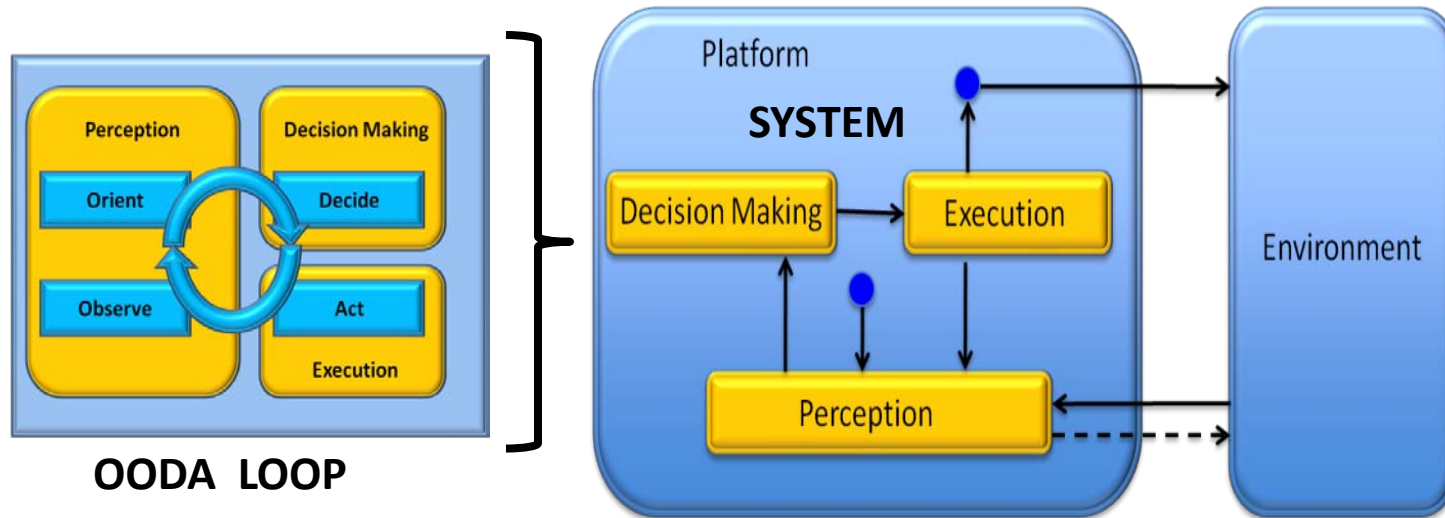 Perception
Orient
Observe
Decision Making
Decide
Act
Execution
OODA LOOP
Platform
SYSTEM
Decision Making
Execution
Perception
Environment